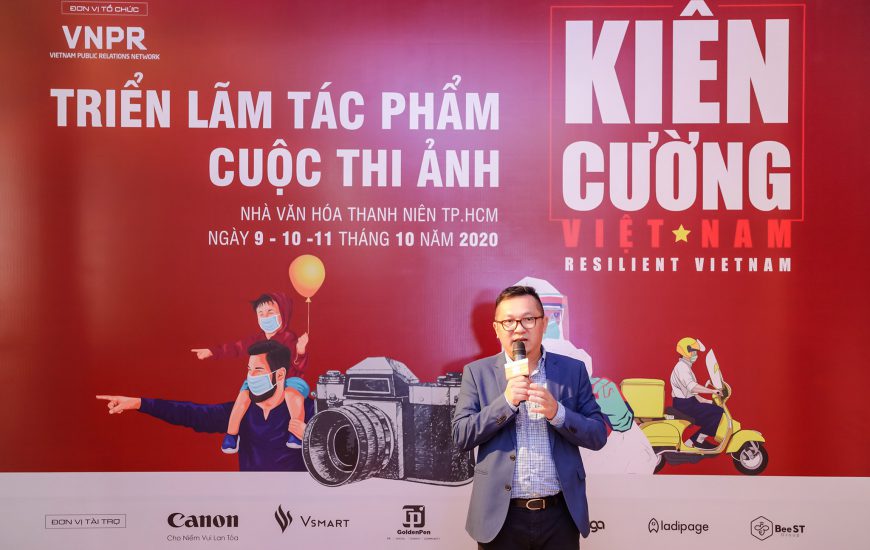 ĐƠN VỊ TỔ CHỨC
VNPR
VIETNAM PUBLIC RELATIONS NETWORK
TRIỂN LÃM TÁC PHẨM
CUỘC THI ẢNH
NHÀ VĂN HÓA THANH NIÊN TP.HCM
NGÀY 9 - 10 -11 THÁNG 10 NĂM 2020
KIÊN
CƯỜNG
VIỆT NAM
RESILIENT VIETNAM
ĐƠN VỊ TÀI TRỢ
Canon
Cho Niềm Vui Lan Tỏa
VSMART
GoldenPen
ladipage
BeeST
Group